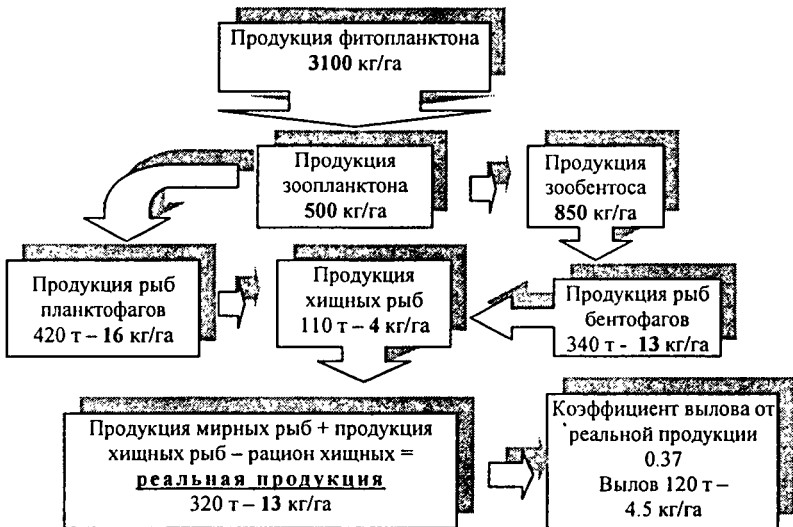 Продукция фитопланктона
3100 кг/га
Продукция
зоопланктона
500 кг/га
Продукция
зообентоса
850 кг/га
Продукция рыб
планктофагов
420 т – 16 кг/га
Продукция
хищных рыб
110 т – 4 кг/га
Продукция рыб
бентофагов
340 т - 13 кг/га
Продукция мирных рыб + продукция
хищных рыб – рацион хищных =
реальная продукция
320 т – 13 кг/га
Коэффициент вылова от
реальной продукции
0.37
Вылов 120 т –
4.5 кг/га